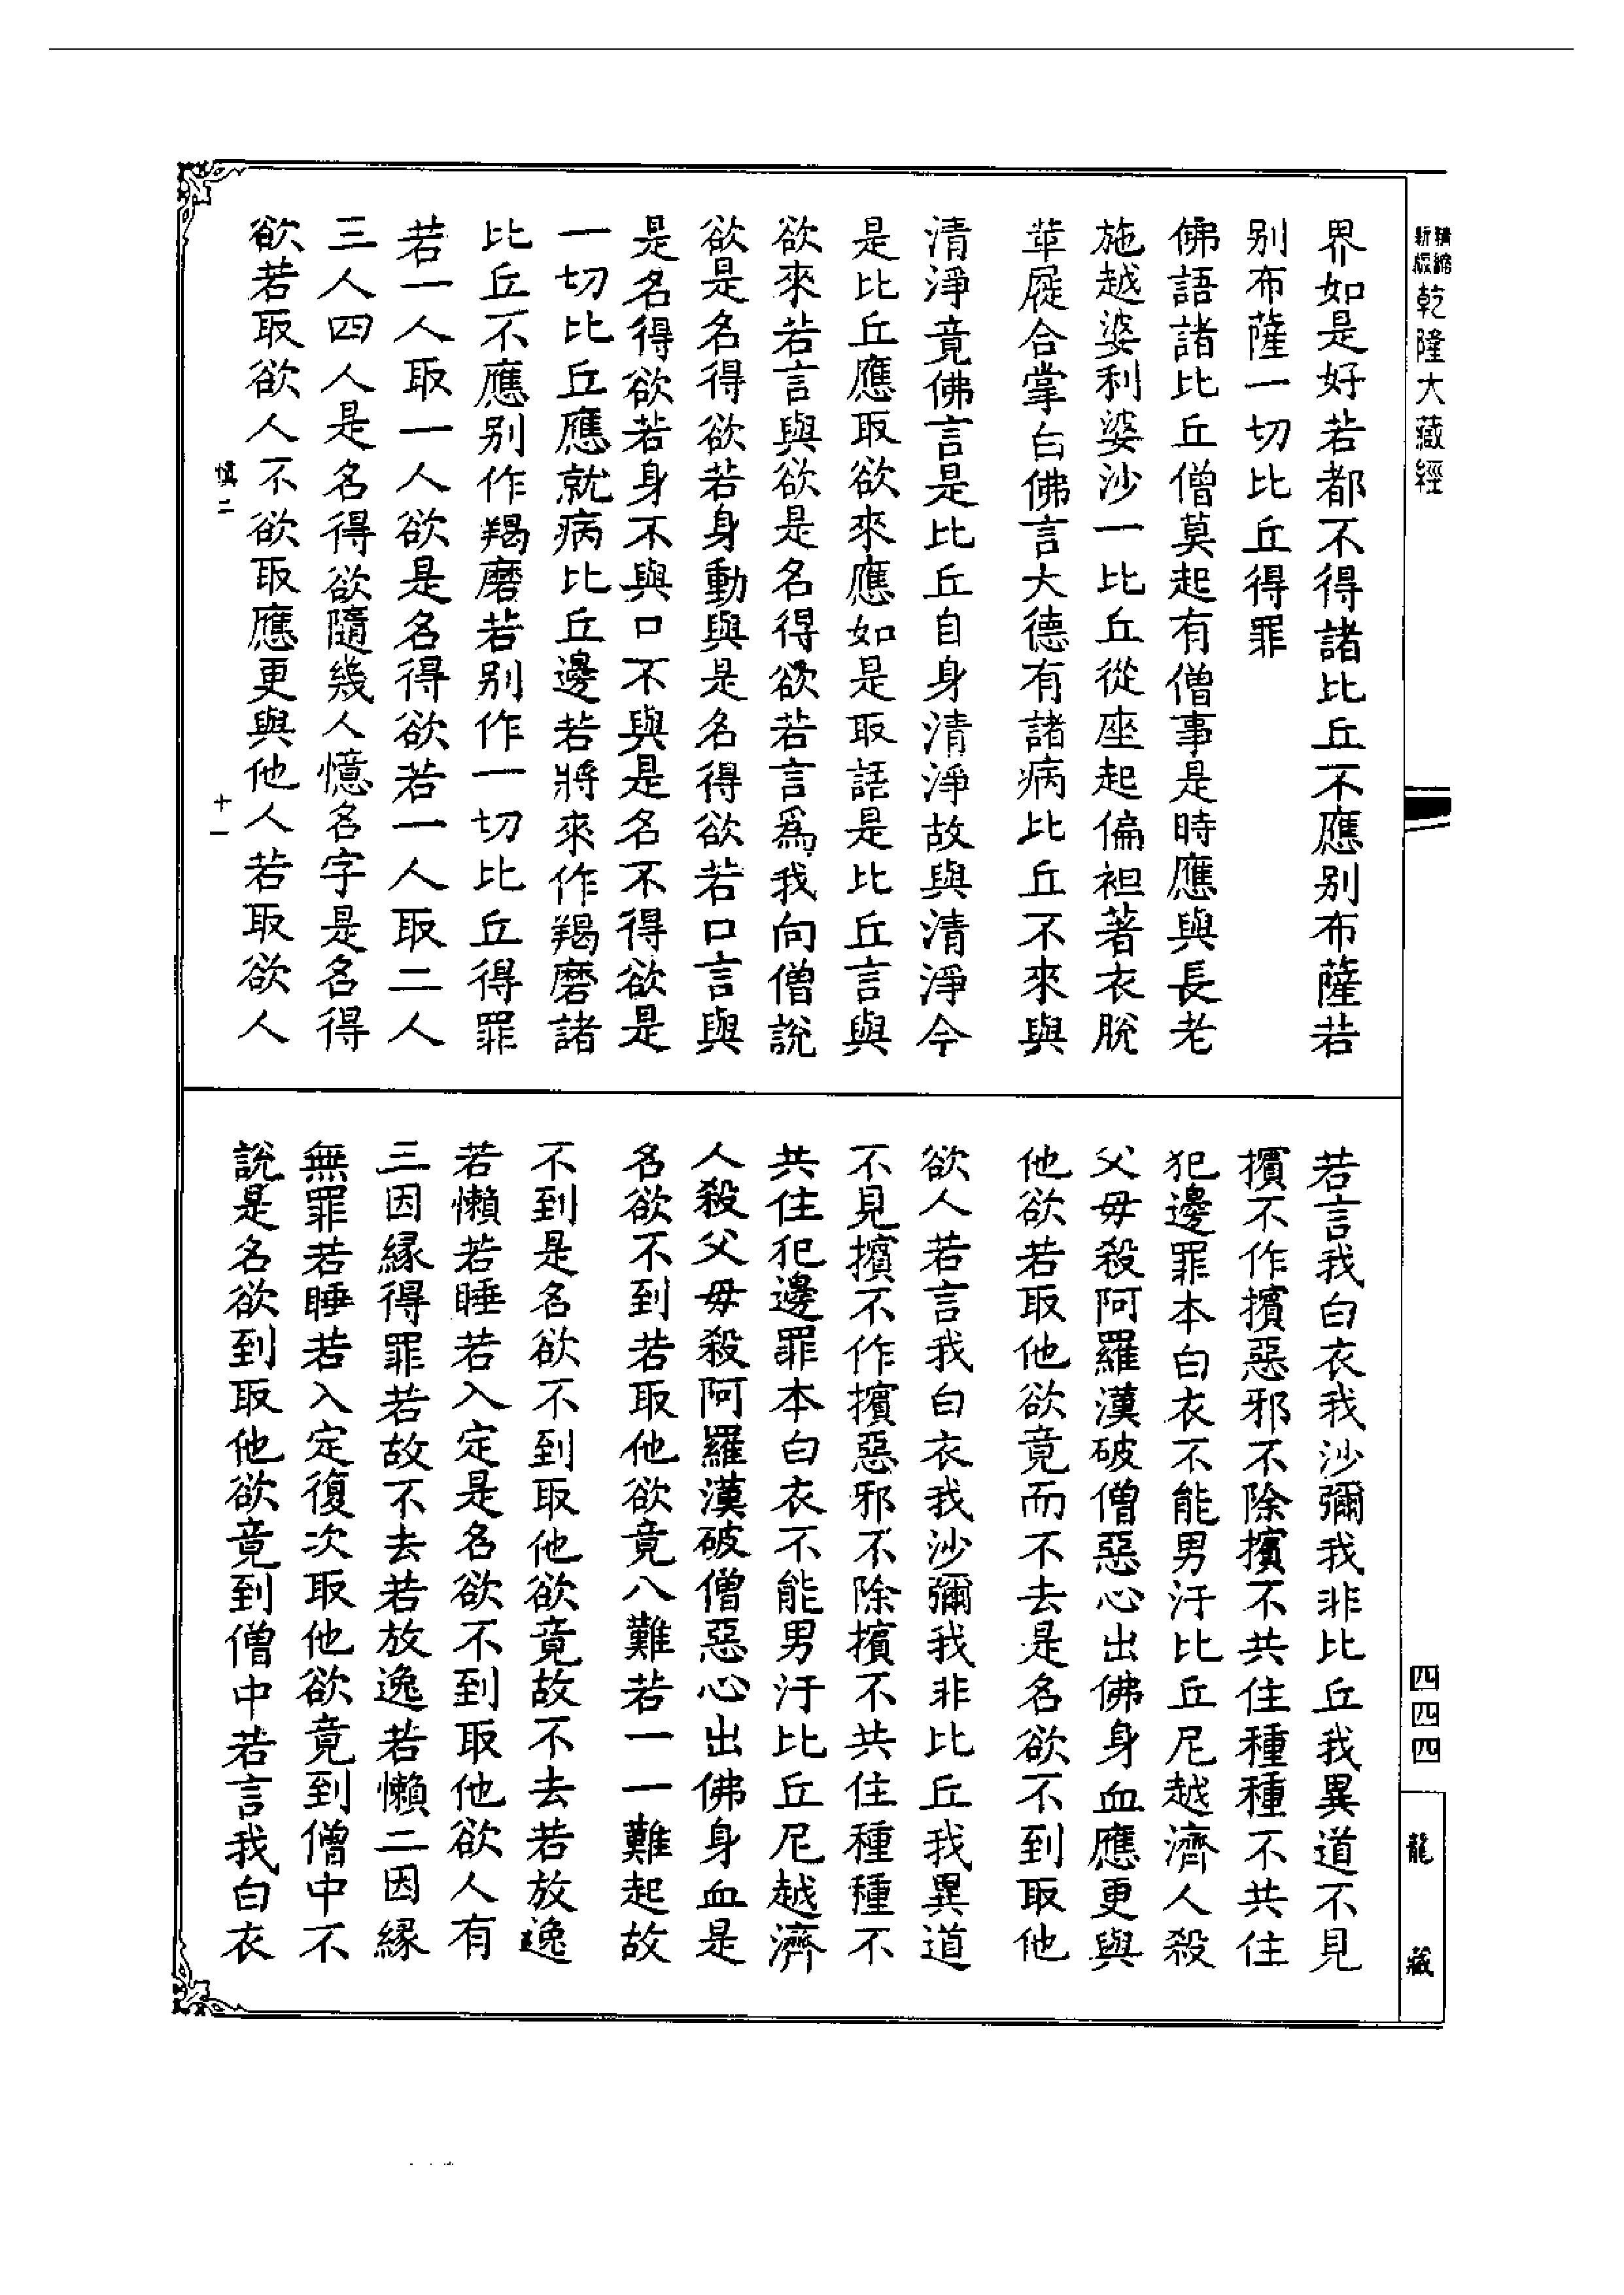 精縮
新版
乾隆大藏經
界如是好若都不得諸比丘不應別布薩若
別布薩一切比丘得罪
佛語諸比丘僧莫起有僧事是時應與長老
施越婆利婆沙一比丘從座起偏袒著衣脫
革屣合掌白佛言大德有諸病比丘不來與
清淨竟佛言是比丘自身清淨故與清淨今
是比丘應取欲來應如是取語是比丘言與
欲來若言與欲是名得欲若言為我向僧說
欲是名得欲若身動與是名得欲若口言與
是名得欲若身不與口不與是名不得欲是
一切比丘應就病比丘邊若將來作羯磨諸
比丘不應別作羯磨若別作一切比丘得罪
若一人取一人欲是名得欲若一人取二人
三人四人是名得欲隨幾人憶名字是名得
欲若取欲人不欲取應更與他人若取欲人
慎二
十一
若言我白衣我沙彌我非比丘我異道不見
擯不作擯惡邪不除擯不共住種種不共住
犯邊罪本白衣不能男汙比丘尼越濟人殺
父母殺阿羅漢破僧惡心出佛身血應更與
他欲若取他欲竟而不去是名欲不到取他
欲人若言我白衣我沙彌我非比丘我異道
不見擯不作擯惡邪不除擯不共住種種不
共住犯邊罪本白衣不能男汙比丘尼越濟
人殺父母殺阿羅漢破僧惡心出佛身血是
名欲不到若取他欲竟八難若一一難起故
不到是名欲不到取他欲竟故不去若放逸
若懶若睡若入定是名欲不到取他欲人有
三因緣得罪若故不去若放逸若懶二因緣
無罪若睡若入定復次取他欲竟到僧中不
說是名欲到取他欲竟到僧中若言我白衣
四四四
龍藏